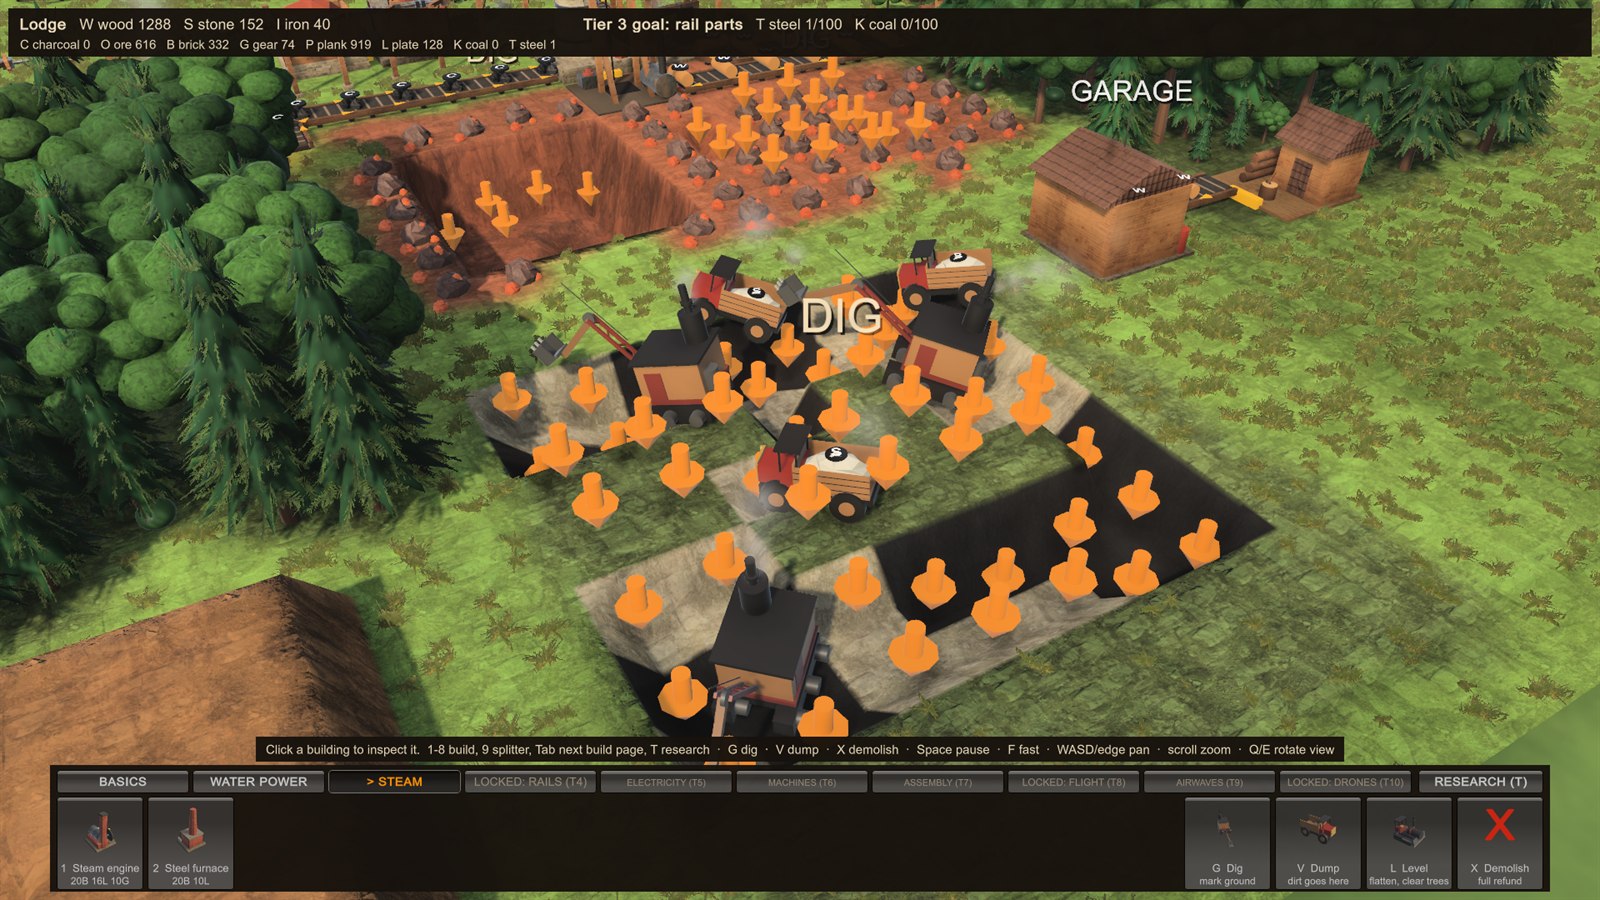 Lodge W wood 1288 S stone 152 I iron 40
Tier 3 goal: rail parts T steel 1/100 K coal 0/100
C charcoal 0 O ore 616 B brick 332 G gear 74 P plank 919 L plate 128 K coal 0 T steel 1
DIG
GARAGE
W
W
DIG
S
S
S
Click a building to inspect it. 1-8 build, 9 splitter, Tab next build page, T research · G dig · V dump · X demolish · Space pause · F fast · WASD/edge pan · scroll zoom · Q/E rotate view
BASICS
WATER POWER
> STEAM
LOCKED: RAILS (T4)
ELECTRICITY (T5)
MACHINES (T6)
ASSEMBLY (T7)
LOCKED: FLIGHT (T8)
AIRWAVES (T9)
LOCKED: DRONES (T10)
RESEARCH (T)
1 Steam engine
20B 16L 10G
2 Steel furnace
20B 10L
G Dig
mark ground
V Dump
dirt goes here
L Level
flatten, clear trees
X Demolish
full refund